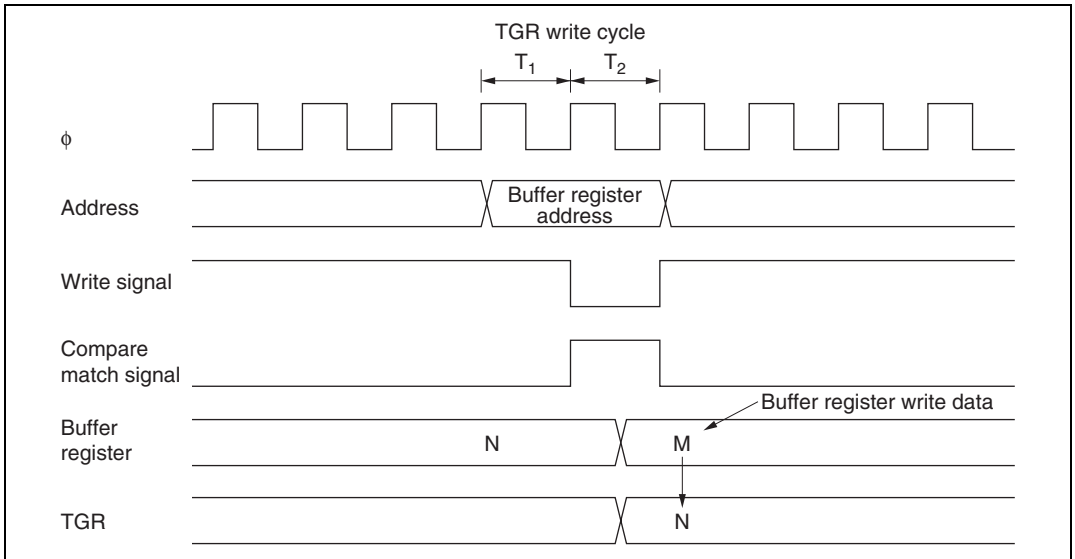 TGR write cycle
T1 T2
φ
Address
Buffer register
address
Write signal
Compare
match signal
Buffer register write data
Buffer
register
N M
TGR
N